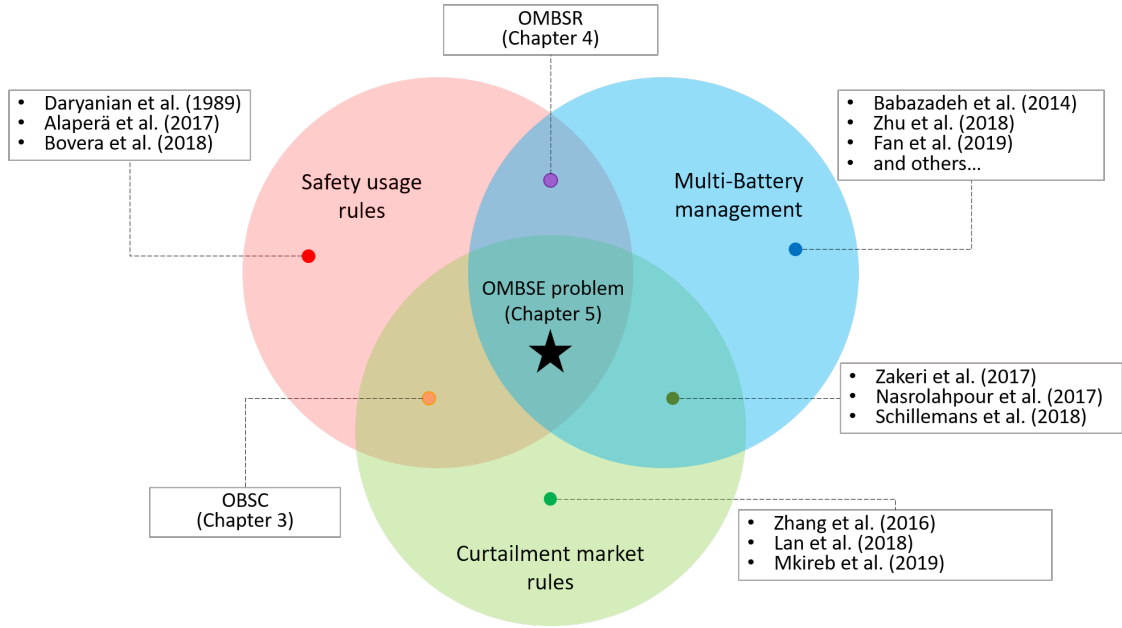 OMBSR
(Chapter 4)
• Daryanian et al. (1989)
• Alaperä et al. (2017)
• Bovera et al. (2018)
• Babazadeh et al. (2014)
• Zhu et al. (2018)
• Fan et al. (2019)
• and others…
Safety usage
rules
Multi-Battery
management
OMBSE problem
(Chapter 5)
• Zakeri et al. (2017)
• Nasrolahpour et al. (2017)
• Schillemans et al. (2018)
OBSC
(Chapter 3)
• Zhang et al. (2016)
• Lan et al. (2018)
• Mkireb et al. (2019)
Curtailment market
rules